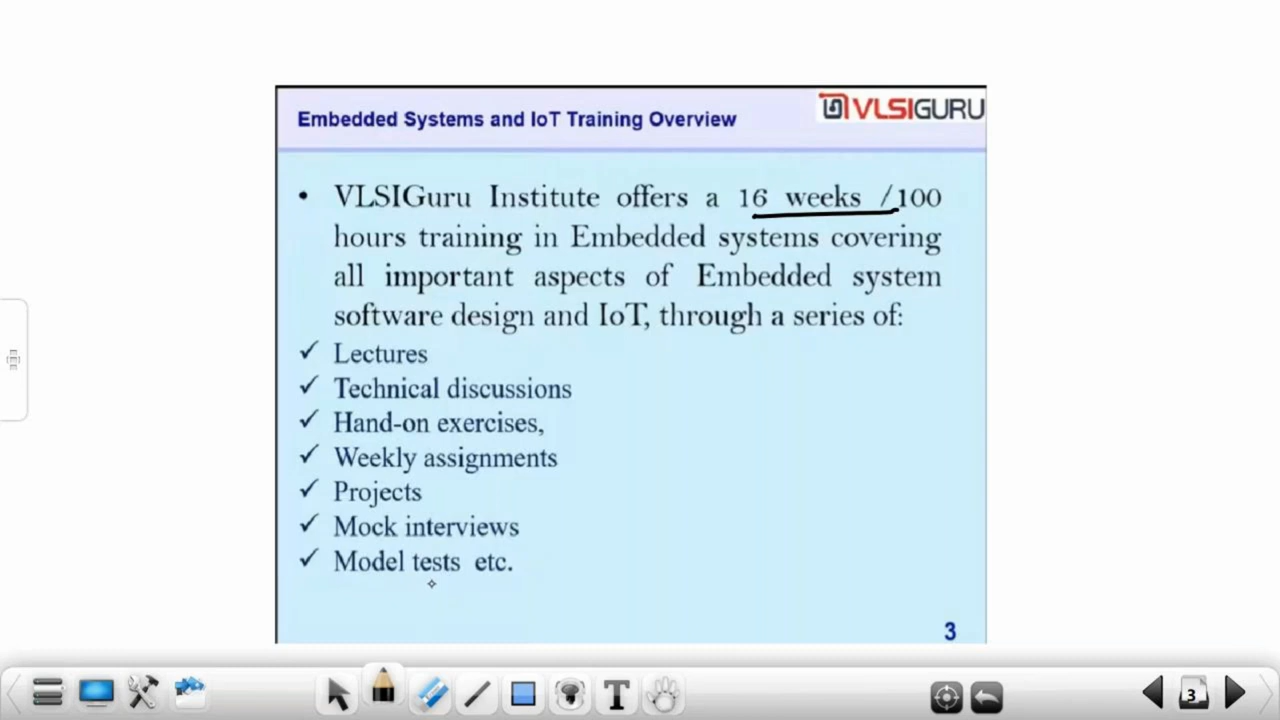 Embedded Systems and IoT Training Overview
VLSIGURU
• VLSIGuru Institute offers a 16 weeks /100
hours training in Embedded systems covering
all important aspects of Embedded system
software design and IoT, through a series of:
✓ Lectures
✓ Technical discussions
✓ Hand-on exercises,
✓ Weekly assignments
✓ Projects
✓ Mock interviews
✓ Model tests etc.
3
T
3